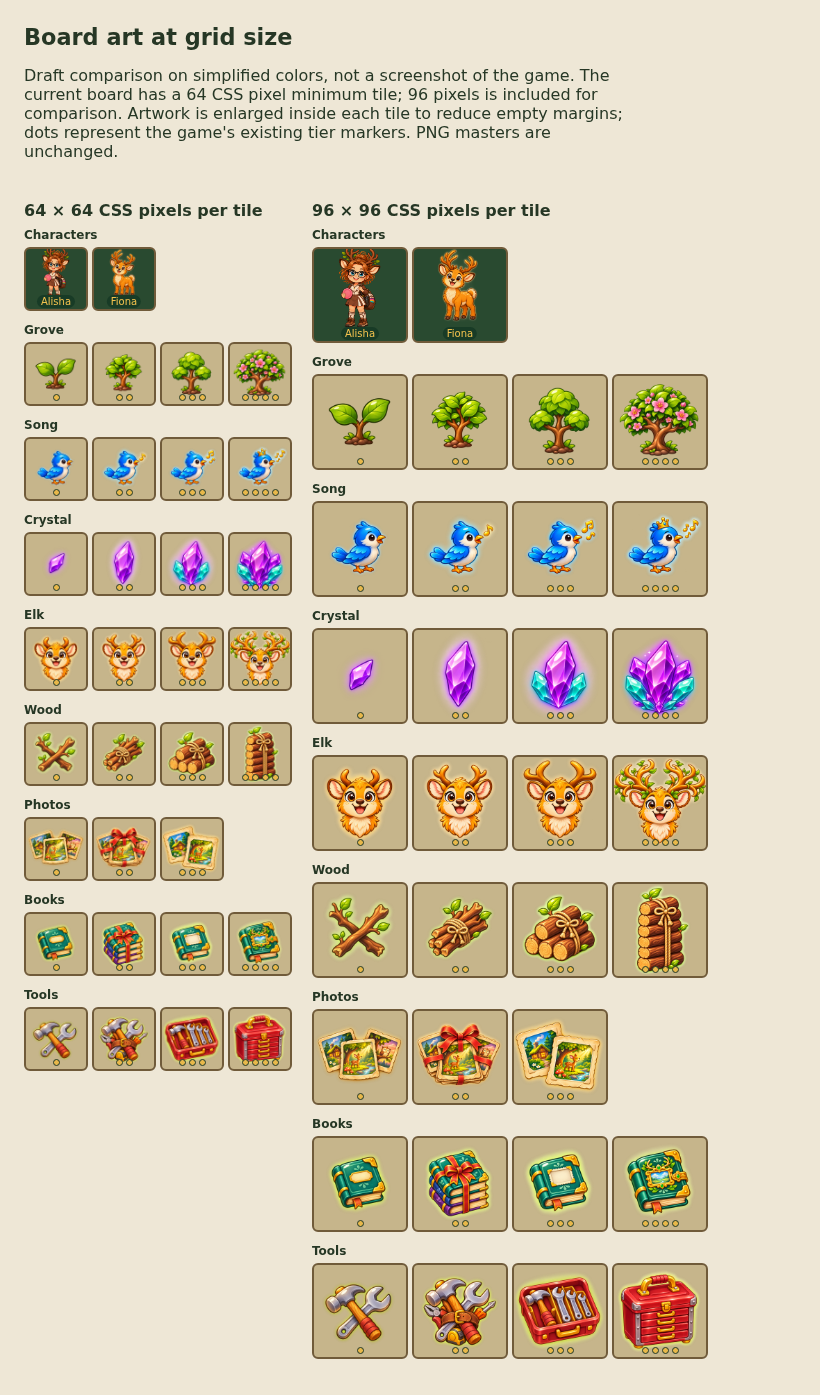 Board art at grid size
Draft comparison on simplified colors, not a screenshot of the game. The
current board has a 64 CSS pixel minimum tile; 96 pixels is included for
comparison. Artwork is enlarged inside each tile to reduce empty margins;
dots represent the game's existing tier markers. PNG masters are
unchanged.
64 × 64 CSS pixels per tile
Characters
Alisha
Fiona
Grove
Song
Crystal
Elk
Wood
Photos
Books
Tools
96 × 96 CSS pixels per tile
Characters
Alisha
Fiona
Grove
Song
Crystal
Elk
Wood
Photos
Books
Tools